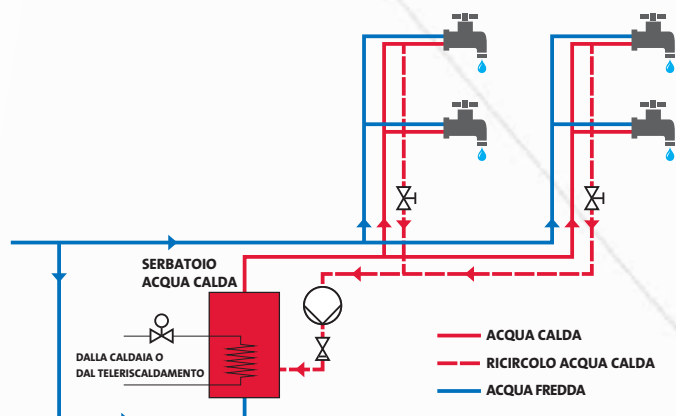 SERBATOIO
ACQUA CALDA
DALLA CALDAIA O
DAL TELERISCALDAMENTO
ACQUA CALDA
RICIRCOLO ACQUA CALDA
ACQUA FREDDA